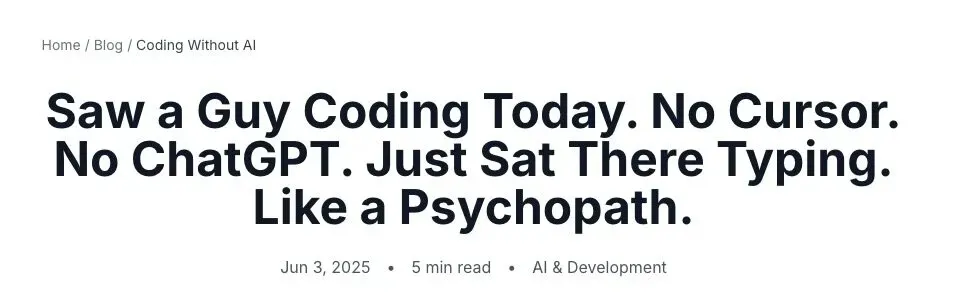 Home / Blog / Coding Without AI
Saw a Guy Coding Today. No Cursor.
No ChatGPT. Just Sat There Typing.
Like a Psychopath.
Jun 3, 2025 • 5 min read • AI & Development